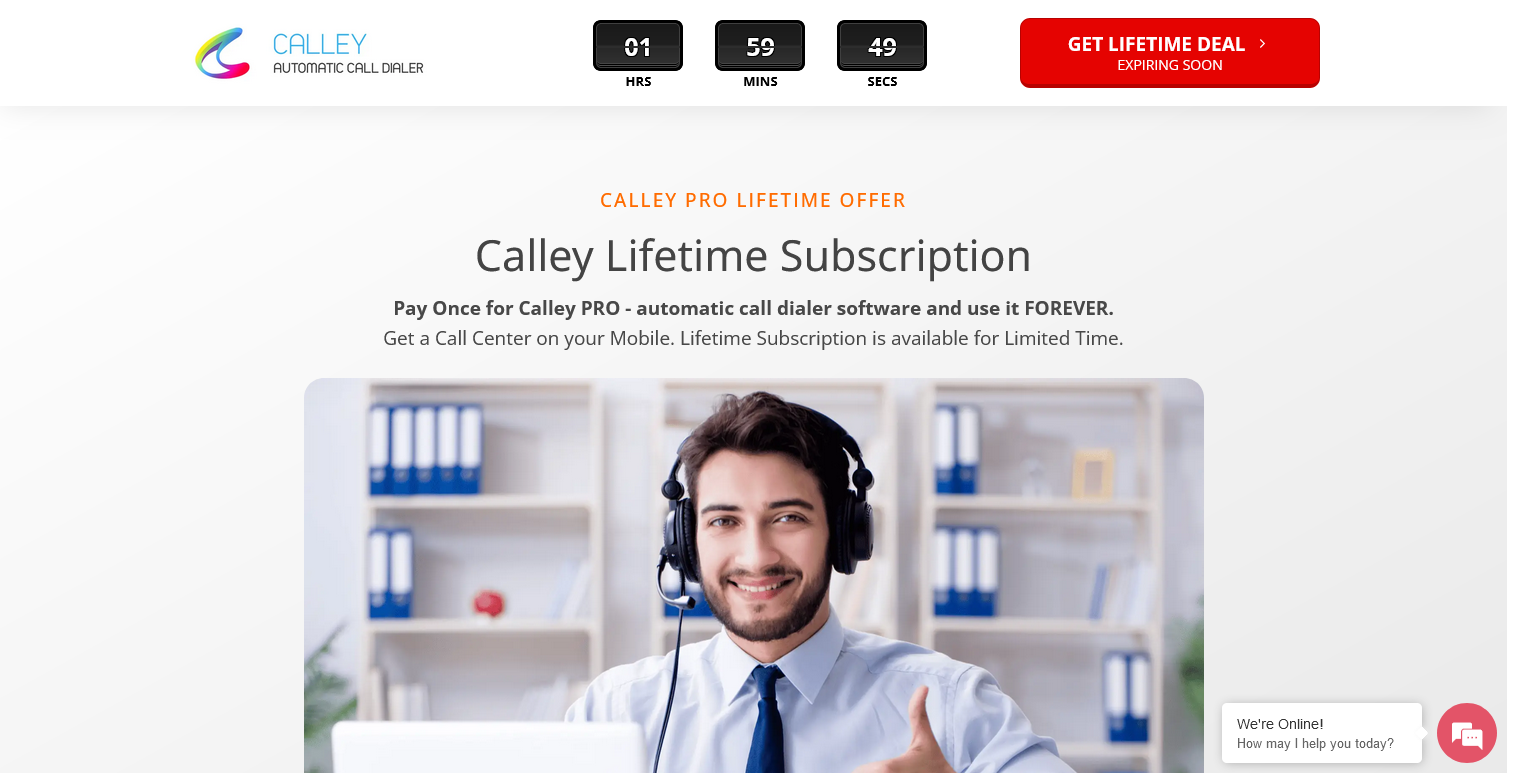 CALLEY
AUTOMATIC CALL DIALER
01 59 49
HRS MINS SECS
GET LIFETIME DEAL
EXPIRING SOON
CALLEY PRO LIFETIME OFFER
Calley Lifetime Subscription
Pay Once for Calley PRO - automatic call dialer software and use it FOREVER.
Get a Call Center on your Mobile. Lifetime Subscription is available for Limited Time.
We're Online!
How may I help you today?